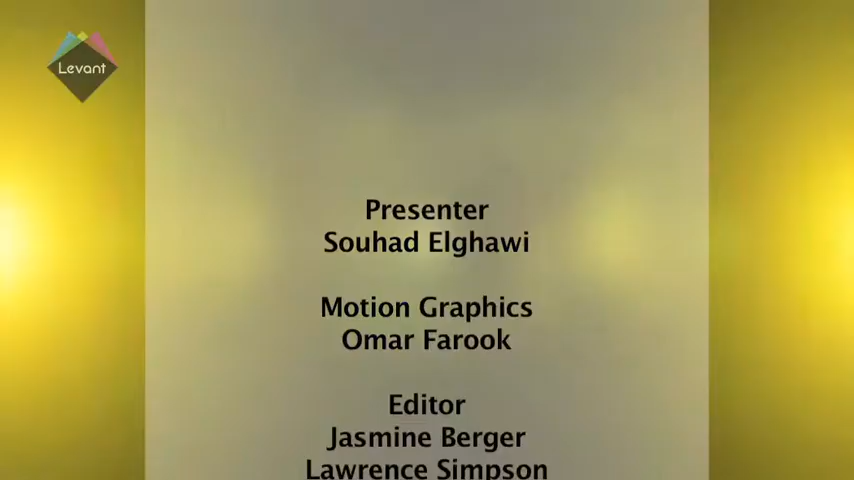 Levant
Presenter
Souhad Elghawi
Motion Graphics
Omar Farook
Editor
Jasmine Berger
Lawrence Simpson